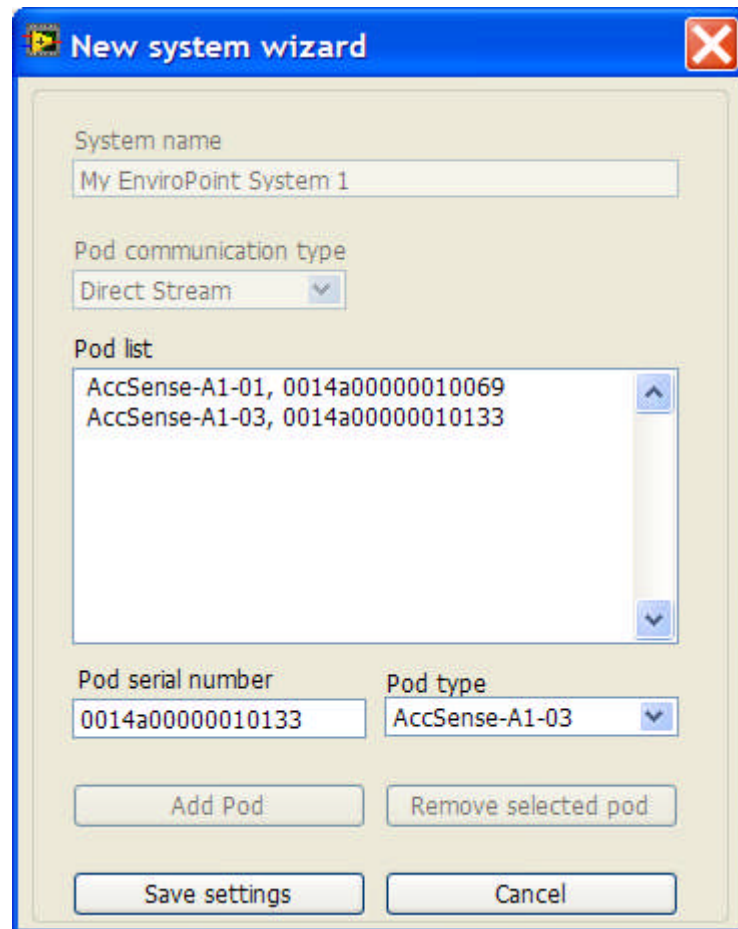 New system wizard
System name
My EnviroPoint System 1
Pod communication type
Direct Stream
Pod list
AccSense-A1-01, 0014a00000010069
AccSense-A1-03, 0014a00000010133
Pod serial number
0014a00000010133
Pod type
AccSense-A1-03
Add Pod
Remove selected pod
Save settings
Cancel